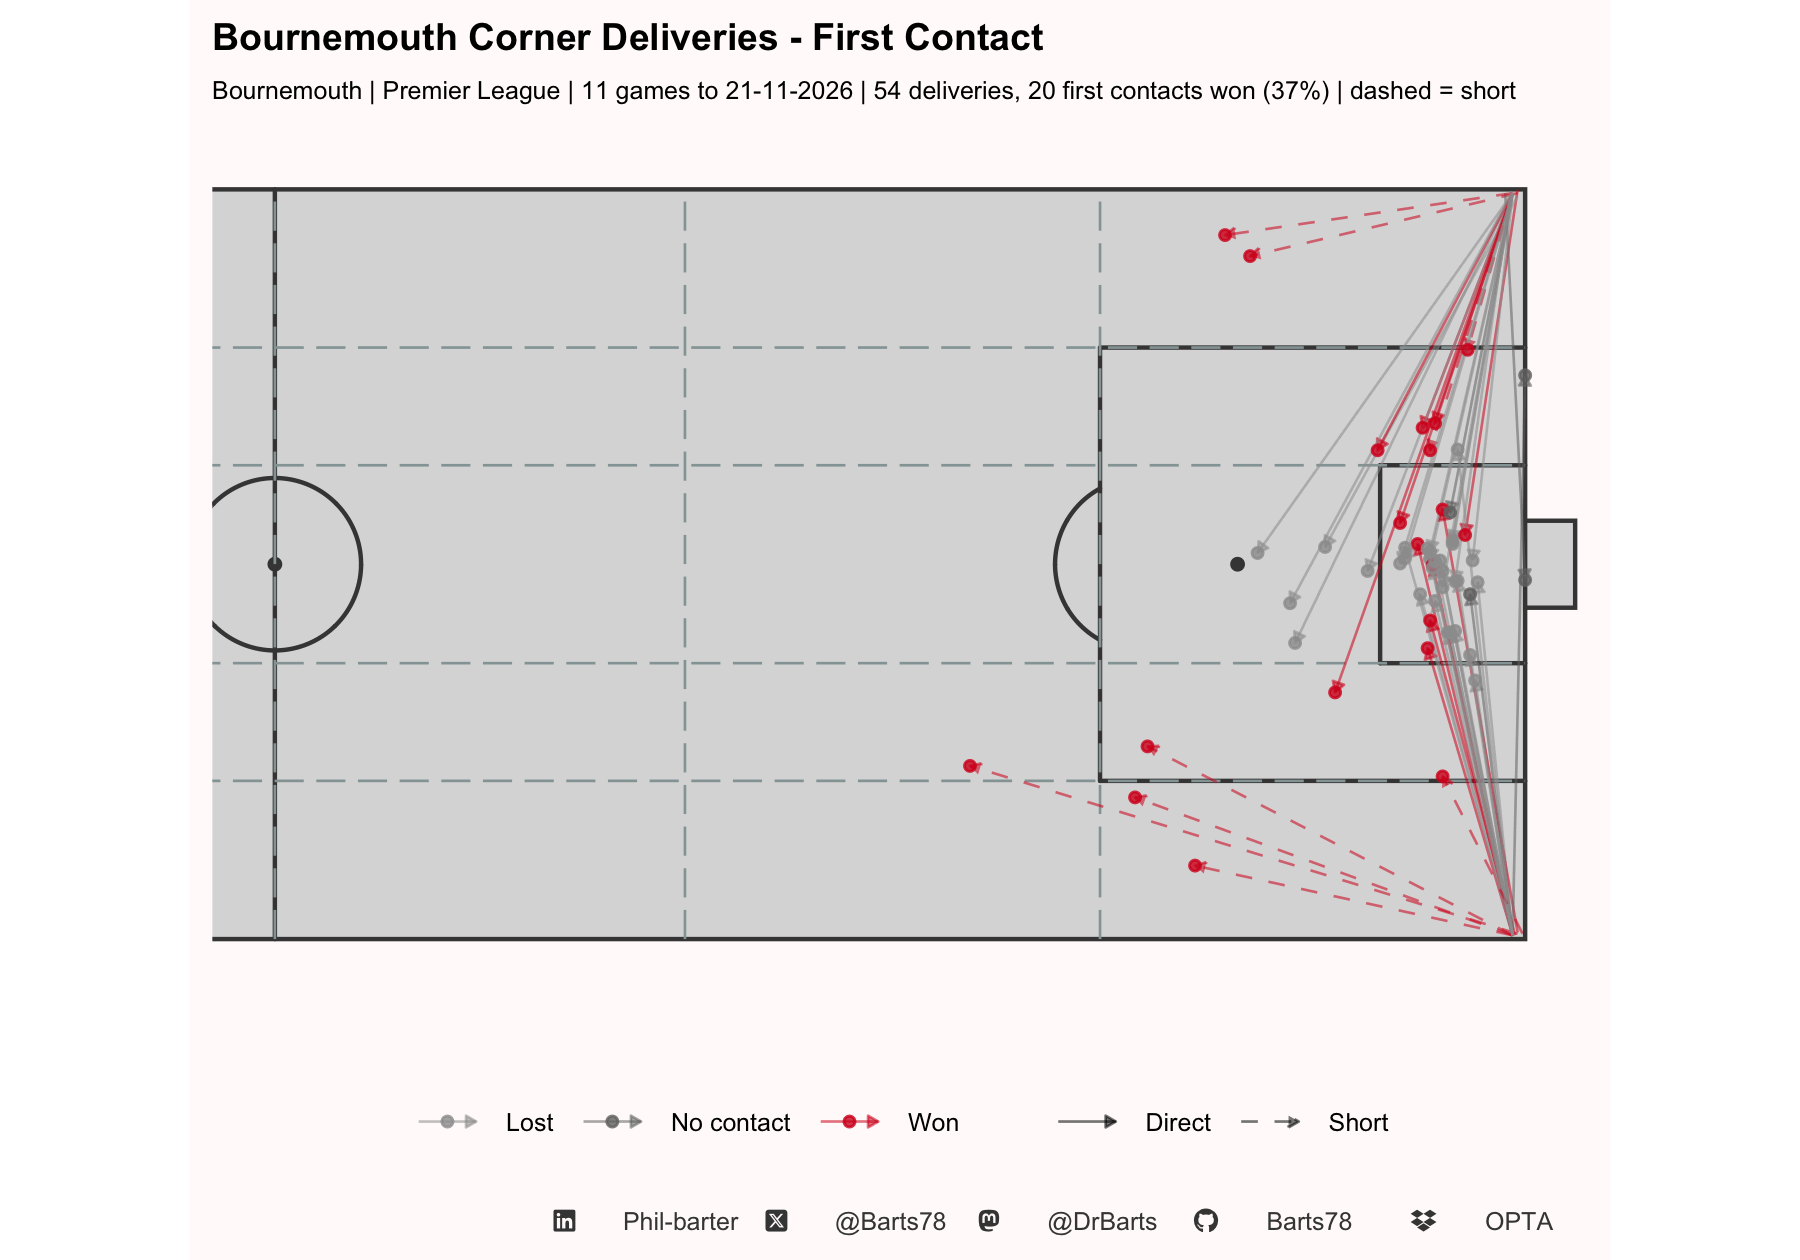 Bournemouth Corner Deliveries - First Contact
Bournemouth | Premier League | 11 games to 21-11-2026 | 54 deliveries, 20 first contacts won (37%) | dashed = short
Lost No contact Won Direct Short
Phil-barter @Barts78 @DrBarts Barts78 OPTA